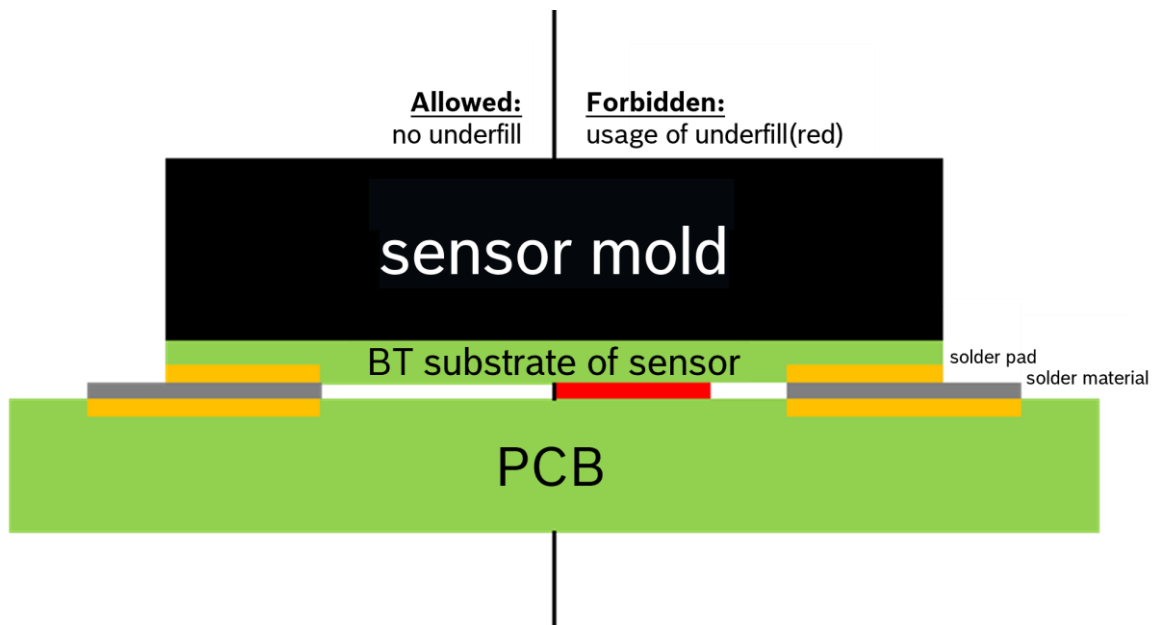 Allowed:
no underfill
Forbidden:
usage of underfill(red)
sensor mold
BT substrate of sensor
solder pad
solder material
PCB